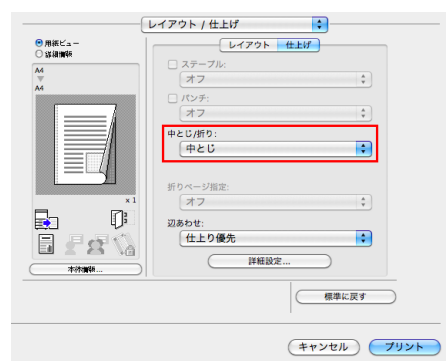 レイアウト / 仕上げ
用紙ビュー
詳細情報
A4
A4
x 1
本体情報...
レイアウト 仕上げ
ステープル:
オフ
パンチ:
オフ
中とじ/折り:
中とじ
折りページ指定:
オフ
辺あわせ:
仕上り優先
詳細設定...
標準に戻す
キャンセル プリント